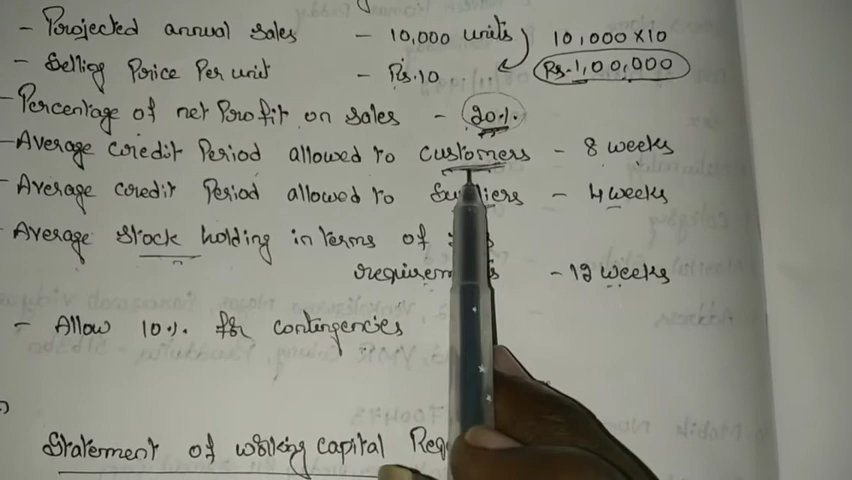 - Projected annual sales - 10,000 units 10,000 x 10
- Selling Price Per unit - Rs.10 Rs.1,00,000
- Percentage of net Profit on sales - 20%.
- Average credit Period allowed to customers - 8 weeks
- Average credit Period allowed to Suppliers - 4 weeks
- Average stock holding in terms of
requirements - 12 weeks
- Allow 10%. for contingencies
Statement of working capital